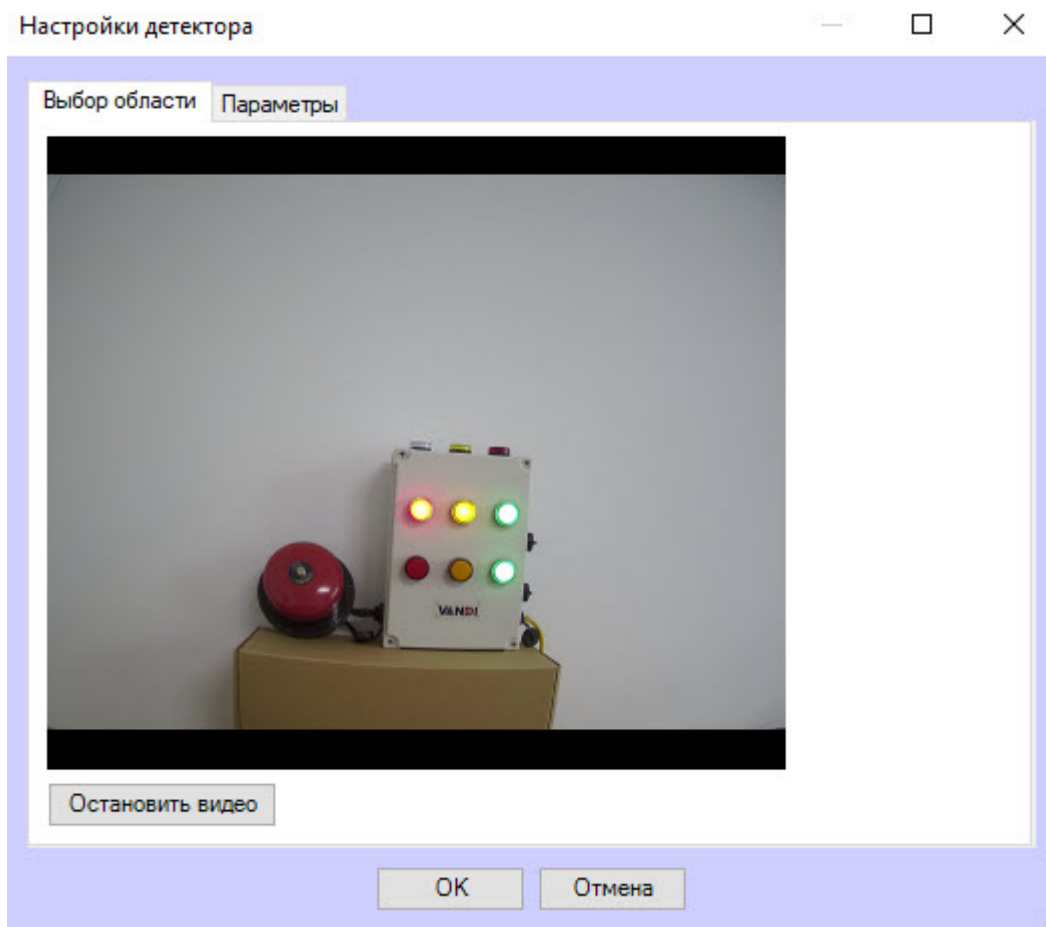 Настройки детектора
Выбор области
Параметры
VANDI
Остановить видео
OK
Отмена